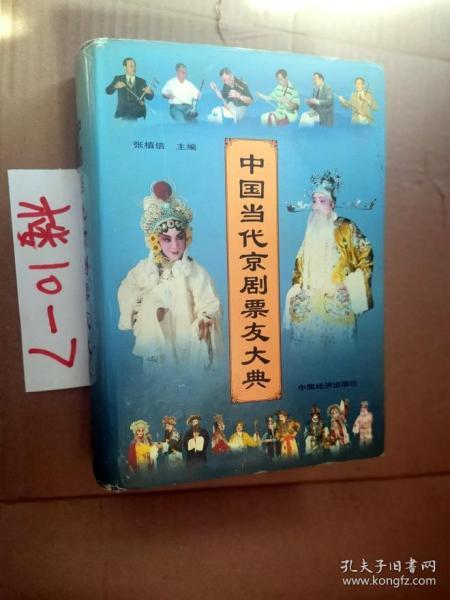 张植信 主编
中国当代京剧票友大典
中国经济出版社
楼10-7
孔夫子旧书网
www.kongfz.com